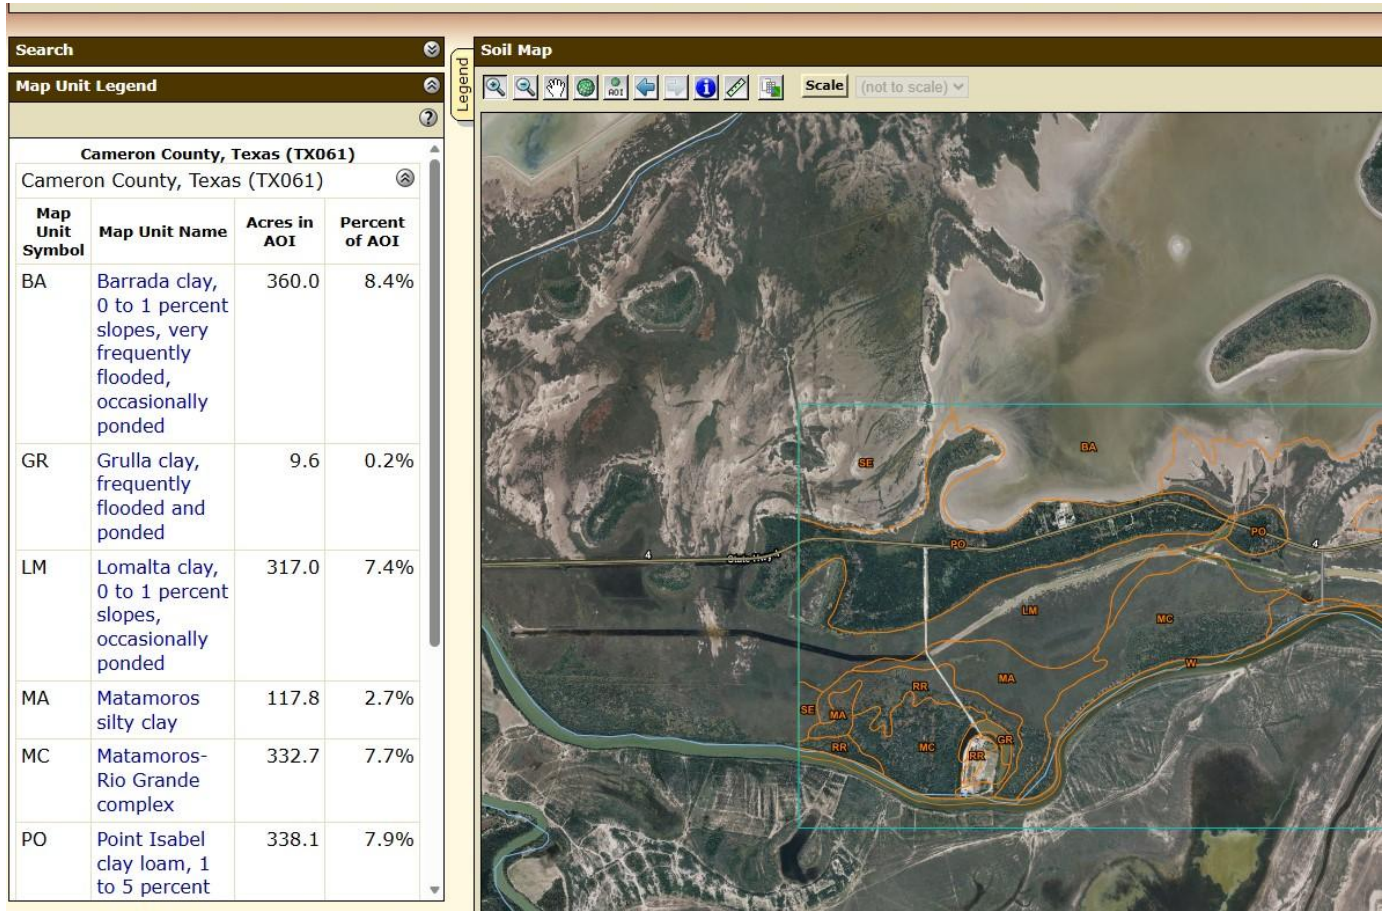 Search
Map Unit Legend
Cameron County, Texas (TX061)
Cameron County, Texas (TX061)
Map Unit Symbol
Map Unit Name
Acres in AOI
Percent of AOI
BA
Barrada clay,
0 to 1 percent
slopes, very
frequently
flooded,
occasionally
ponded
360.0
8.4%
GR
Grulla clay,
frequently
flooded and
ponded
9.6
0.2%
LM
Lomalta clay,
0 to 1 percent
slopes,
occasionally
ponded
317.0
7.4%
MA
Matamoros
silty clay
117.8
2.7%
MC
Matamoros-
Rio Grande
complex
332.7
7.7%
PO
Point Isabel
clay loam, 1
to 5 percent
338.1
7.9%
Legend
Soil Map
AOI
Scale
(not to scale)
BA
SE
PO
PO
4
4
State Hwy 4
LM
MC
W
MA
RR
SE
MA
RR
MC
GR
RR